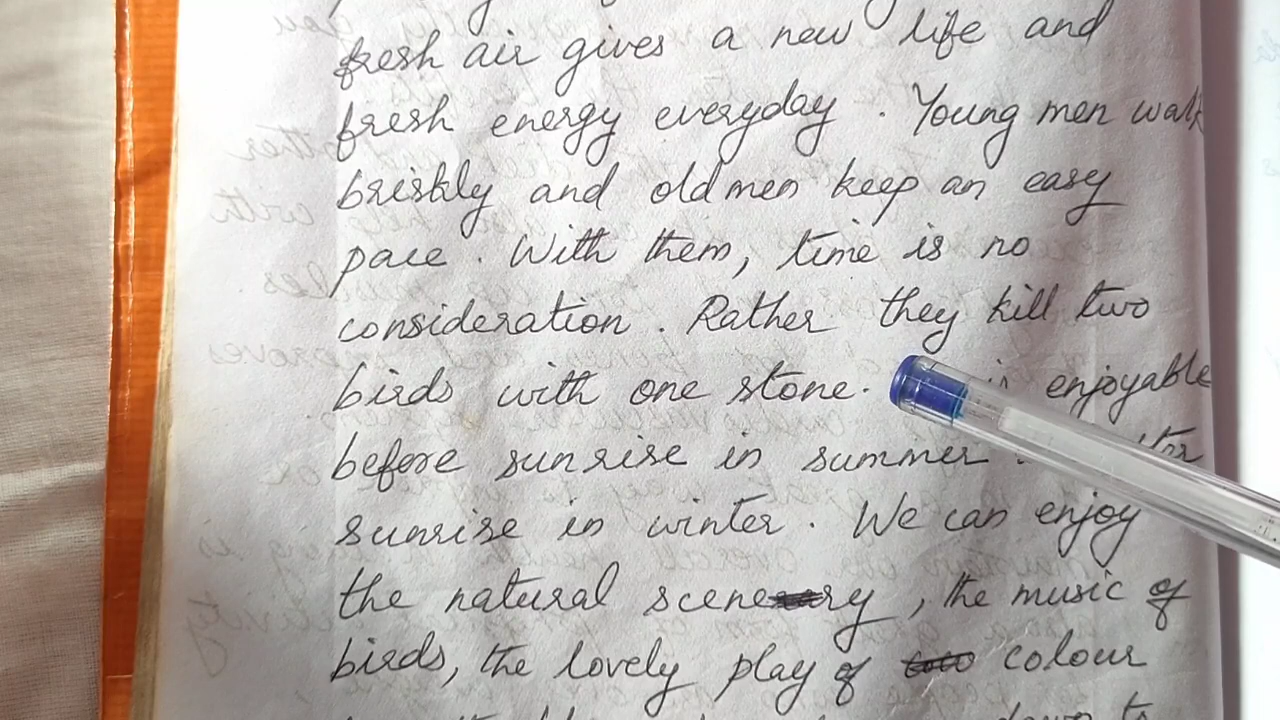 fresh air gives a new life and
fresh energy everyday. Young men walk
briskly and old men keep an easy
pace. With them, time is no
consideration. Rather they kill two
birds with one stone. is enjoyable
before sunrise in summer.
sunrise in winter. We can enjoy
the natural scenery, the music of
birds, the lovely play of colour